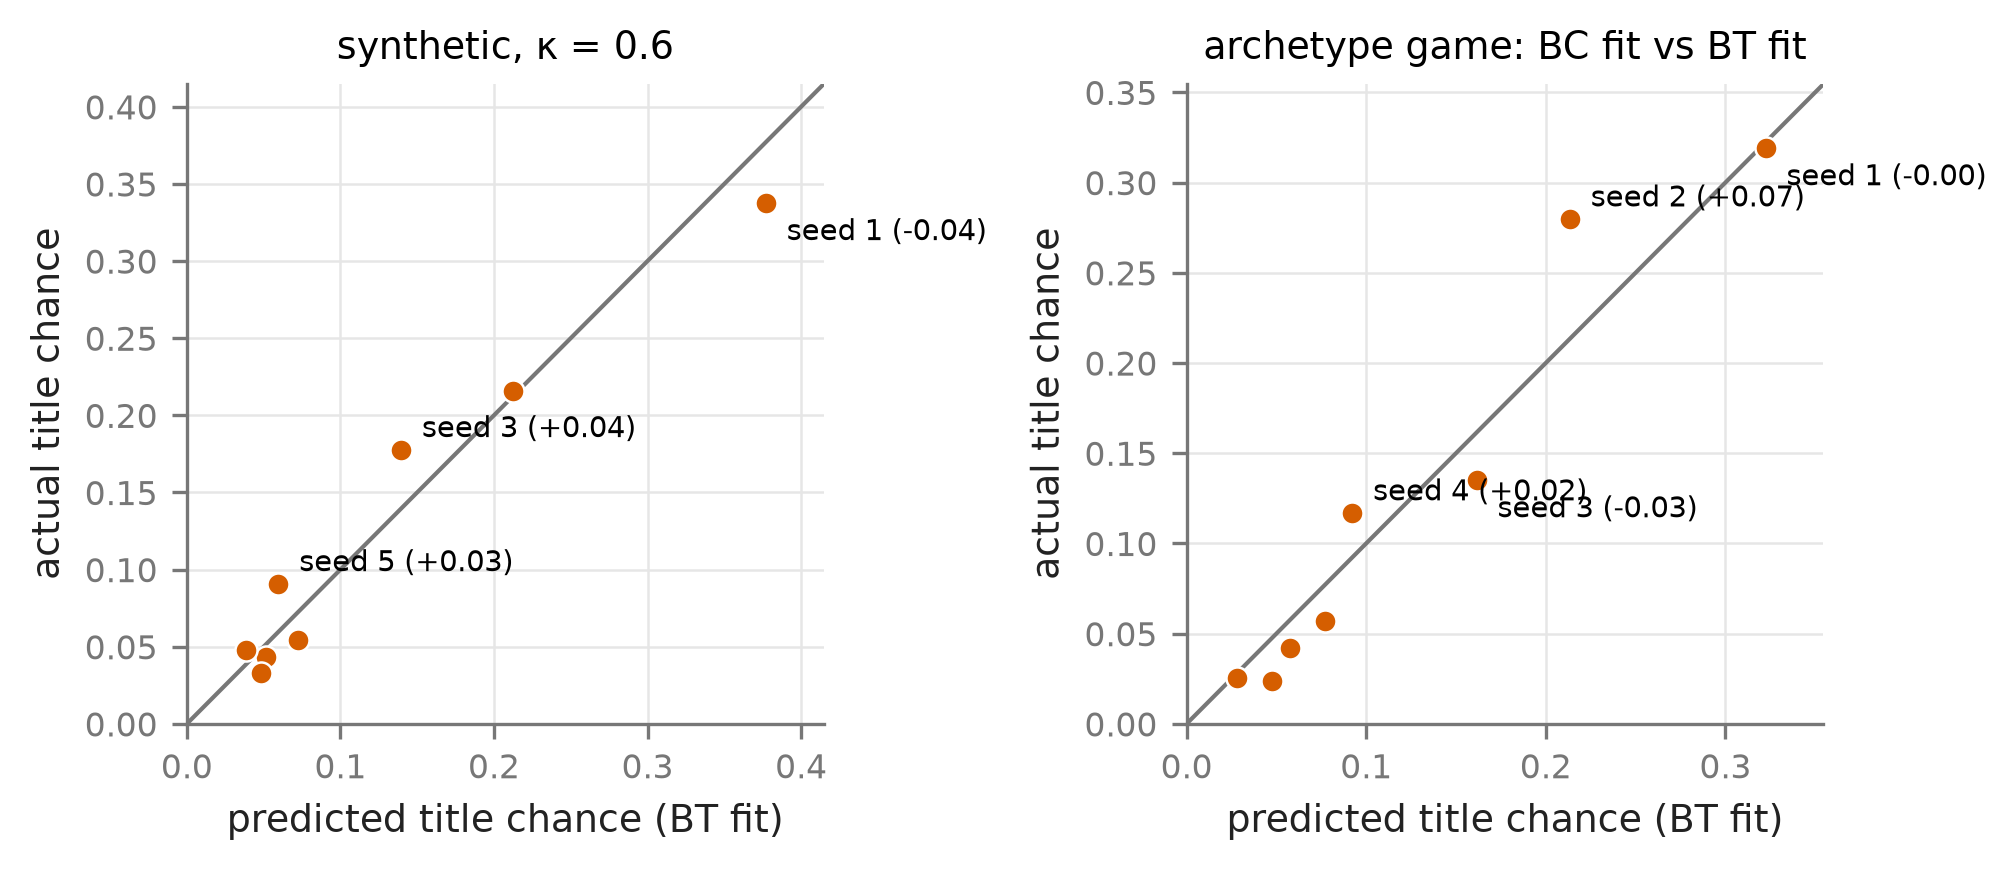 synthetic, κ = 0.6
actual title chance
0.40
0.35
0.30
0.25
0.20
0.15
0.10
0.05
0.00
seed 1 (-0.04)
seed 3 (+0.04)
seed 5 (+0.03)
0.0 0.1 0.2 0.3 0.4
predicted title chance (BT fit)
archetype game: BC fit vs BT fit
actual title chance
0.35
0.30
0.25
0.20
0.15
0.10
0.05
0.00
seed 1 (-0.00)
seed 2 (+0.07)
seed 4 (+0.02)
seed 3 (-0.03)
0.0 0.1 0.2 0.3
predicted title chance (BT fit)